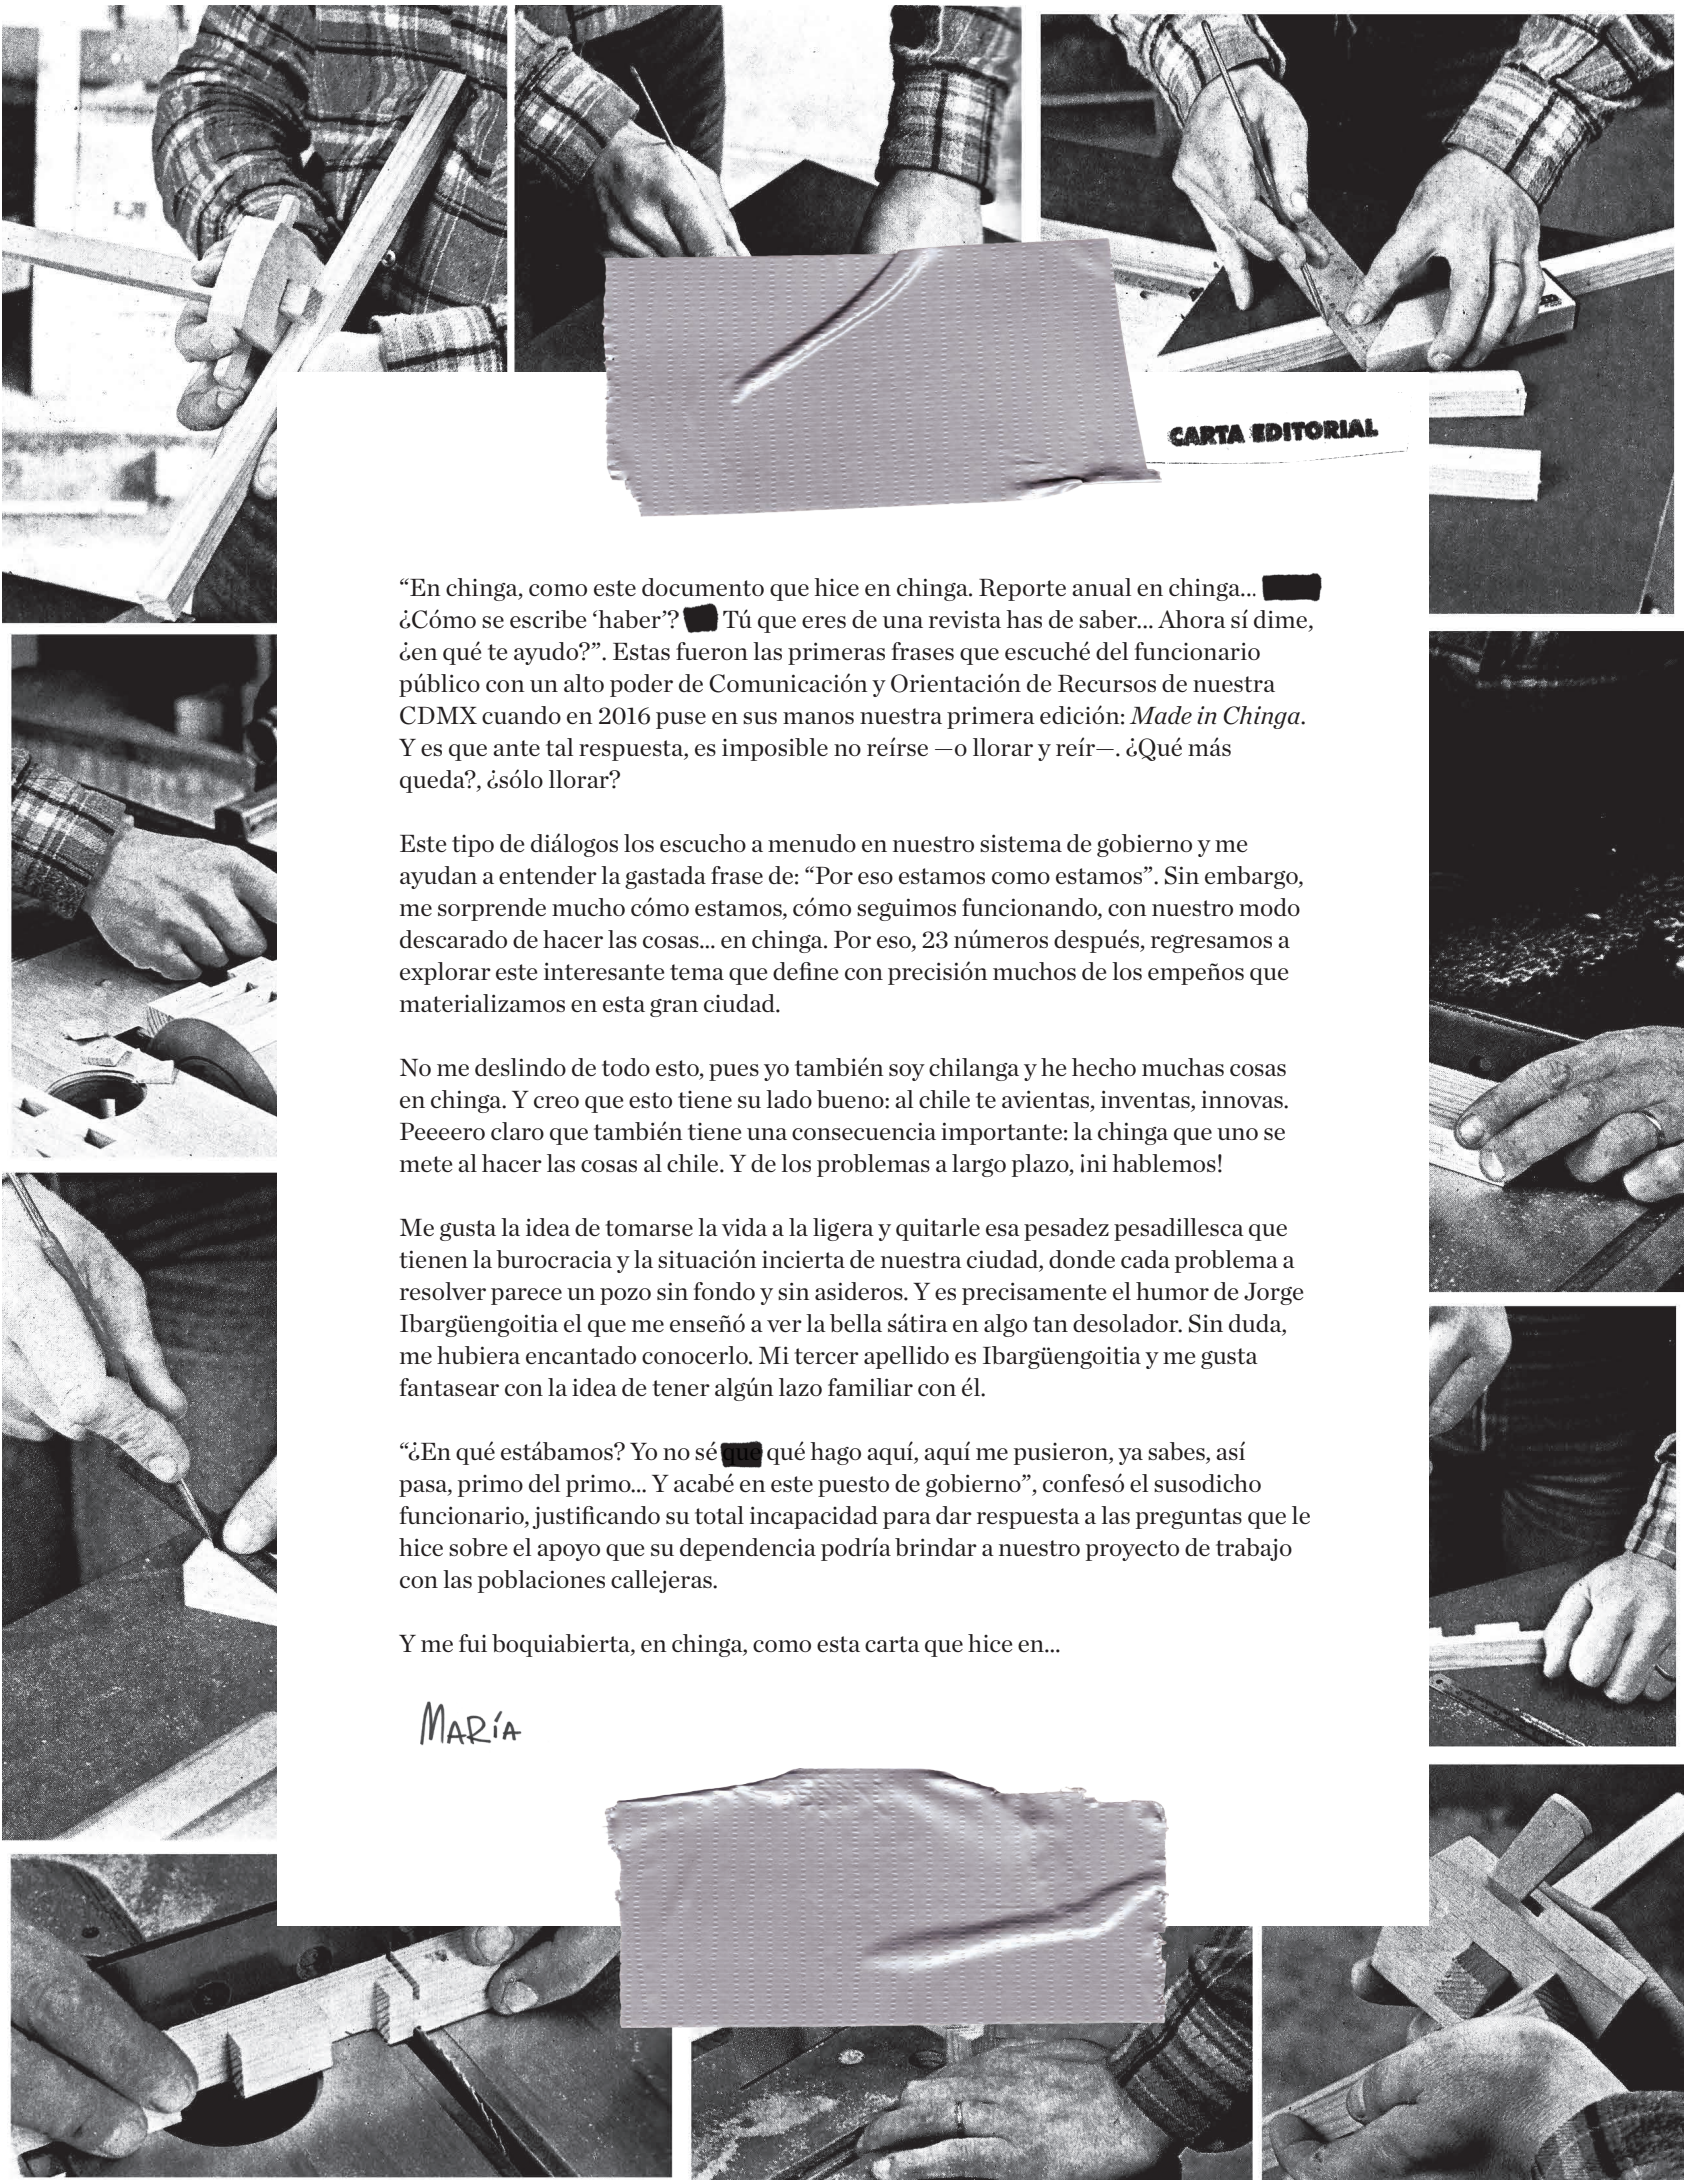 CARTA EDITORIAL
“En chinga, como este documento que hice en chinga. Reporte anual en chinga...
¿Cómo se escribe ‘haber’? Tú que eres de una revista has de saber... Ahora sí dime,
¿en qué te ayudo?”. Estas fueron las primeras frases que escuché del funcionario
público con un alto poder de Comunicación y Orientación de Recursos de nuestra
CDMX cuando en 2016 puse en sus manos nuestra primera edición: Made in Chinga.
Y es que ante tal respuesta, es imposible no reírse —o llorar y reír—. ¿Qué más
queda?, ¿sólo llorar?
Este tipo de diálogos los escucho a menudo en nuestro sistema de gobierno y me
ayudan a entender la gastada frase de: “Por eso estamos como estamos”. Sin embargo,
me sorprende mucho cómo estamos, cómo seguimos funcionando, con nuestro modo
descarado de hacer las cosas... en chinga. Por eso, 23 números después, regresamos a
explorar este interesante tema que define con precisión muchos de los empeños que
materializamos en esta gran ciudad.
No me deslindo de todo esto, pues yo también soy chilanga y he hecho muchas cosas
en chinga. Y creo que esto tiene su lado bueno: al chile te avientas, inventas, innovas.
Peeeero claro que también tiene una consecuencia importante: la chinga que uno se
mete al hacer las cosas al chile. Y de los problemas a largo plazo, ¡ni hablemos!
Me gusta la idea de tomarse la vida a la ligera y quitarle esa pesadez pesadillesca que
tienen la burocracia y la situación incierta de nuestra ciudad, donde cada problema a
resolver parece un pozo sin fondo y sin asideros. Y es precisamente el humor de Jorge
Ibargüengoitia el que me enseñó a ver la bella sátira en algo tan desolador. Sin duda,
me hubiera encantado conocerlo. Mi tercer apellido es Ibargüengoitia y me gusta
fantasear con la idea de tener algún lazo familiar con él.
“¿En qué estábamos? Yo no sé que qué hago aquí, aquí me pusieron, ya sabes, así
pasa, primo del primo... Y acabé en este puesto de gobierno”, confesó el susodicho
funcionario, justificando su total incapacidad para dar respuesta a las preguntas que le
hice sobre el apoyo que su dependencia podría brindar a nuestro proyecto de trabajo
con las poblaciones callejeras.
Y me fui boquiabierta, en chinga, como esta carta que hice en...
MARÍA